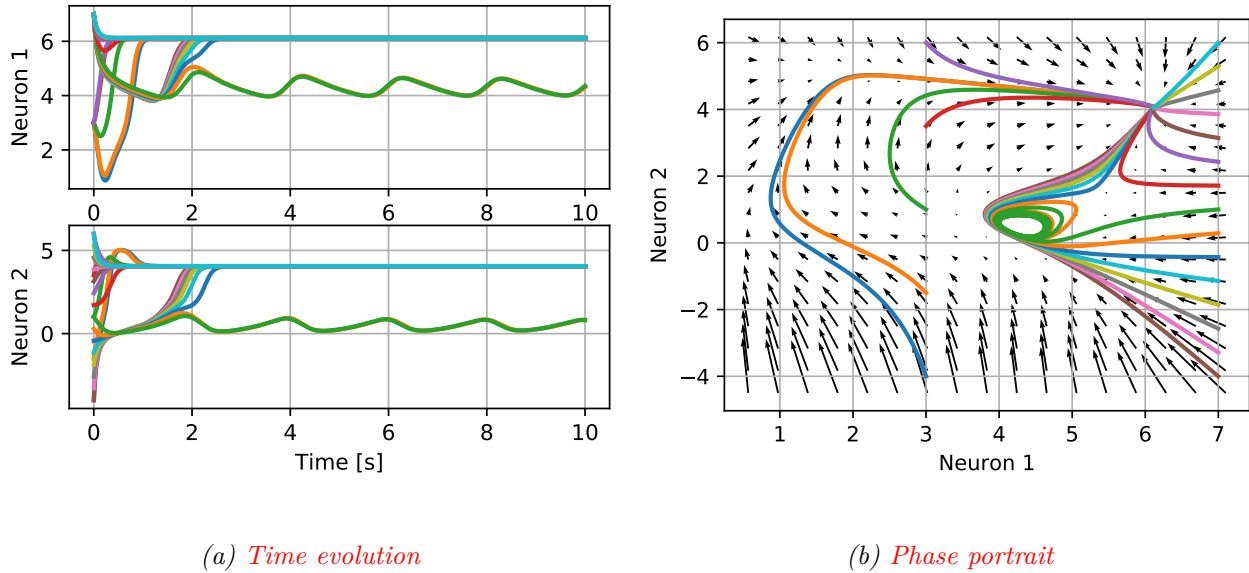 Neuron 1
6
4
2
0 2 4 6 8 10
Neuron 2
5
0
0 2 4 6 8 10
Time [s]
(a) Time evolution
Neuron 2
6
4
2
0
−2
−4
1 2 3 4 5 6 7
Neuron 1
(b) Phase portrait